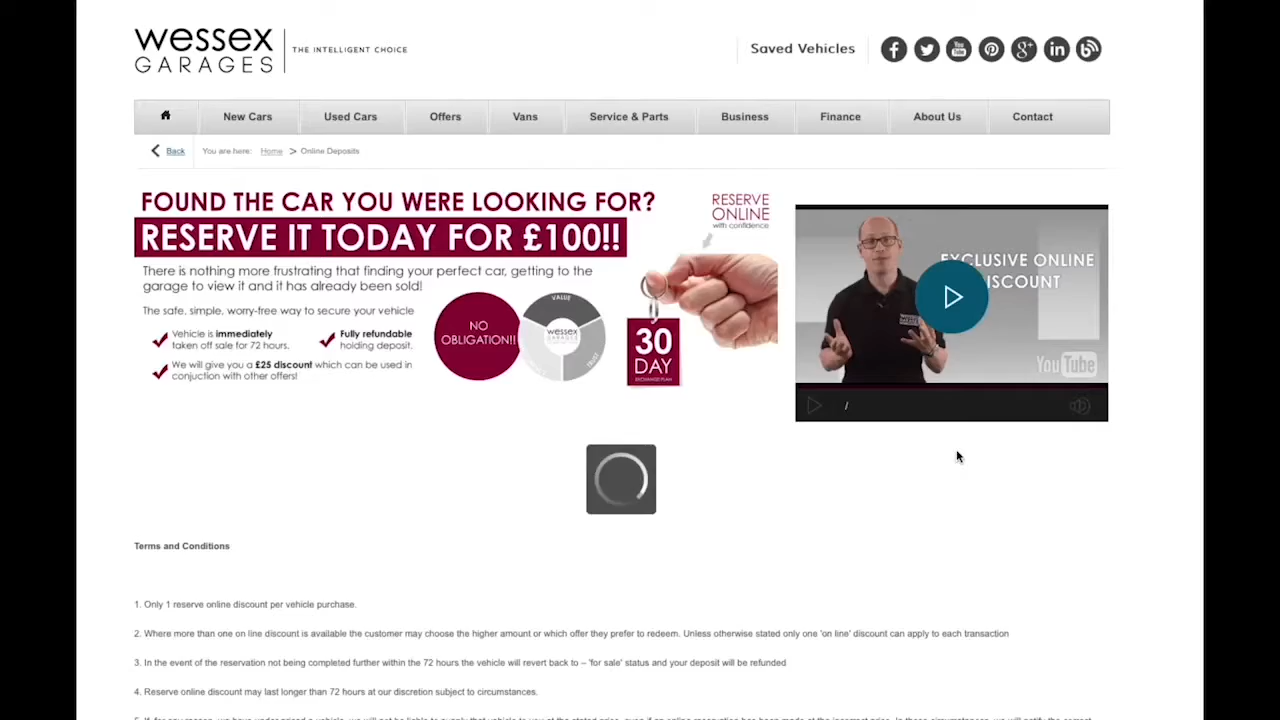 wessex
GARAGES
THE INTELLIGENT CHOICE
Saved Vehicles
New Cars
Used Cars
Offers
Vans
Service & Parts
Business
Finance
About Us
Contact
Back
You are here: Home > Online Deposits
FOUND THE CAR YOU WERE LOOKING FOR?
RESERVE IT TODAY FOR £100!!
There is nothing more frustrating that finding your perfect car, getting to the
garage to view it and it has already been sold!
The safe, simple, worry-free way to secure your vehicle
Vehicle is immediately
taken off sale for 72 hours.
Fully refundable
holding deposit.
We will give you a £25 discount which can be used in
conjuction with other offers!
NO
OBLIGATION!!
VALUE
wessex
GARAGES
TRUST
RESERVE
ONLINE
with confidence
30
DAY
EXCHANGE PLAN
EXCLUSIVE ONLINE
DISCOUNT
YouTube
/
Terms and Conditions
1. Only 1 reserve online discount per vehicle purchase.
2. Where more than one on line discount is available the customer may choose the higher amount or which offer they prefer to redeem. Unless otherwise stated only one 'on line' discount can apply to each transaction
3. In the event of the reservation not being completed further within the 72 hours the vehicle will revert back to – 'for sale' status and your deposit will be refunded
4. Reserve online discount may last longer than 72 hours at our discretion subject to circumstances.